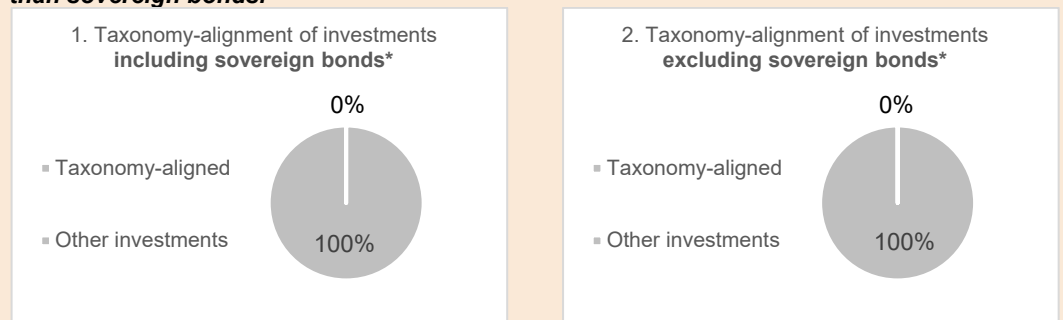 than sovereign bonds.
1. Taxonomy-alignment of investments
including sovereign bonds*
0%
Taxonomy-aligned
Other investments
100%
2. Taxonomy-alignment of investments
excluding sovereign bonds*
0%
Taxonomy-aligned
Other investments
100%